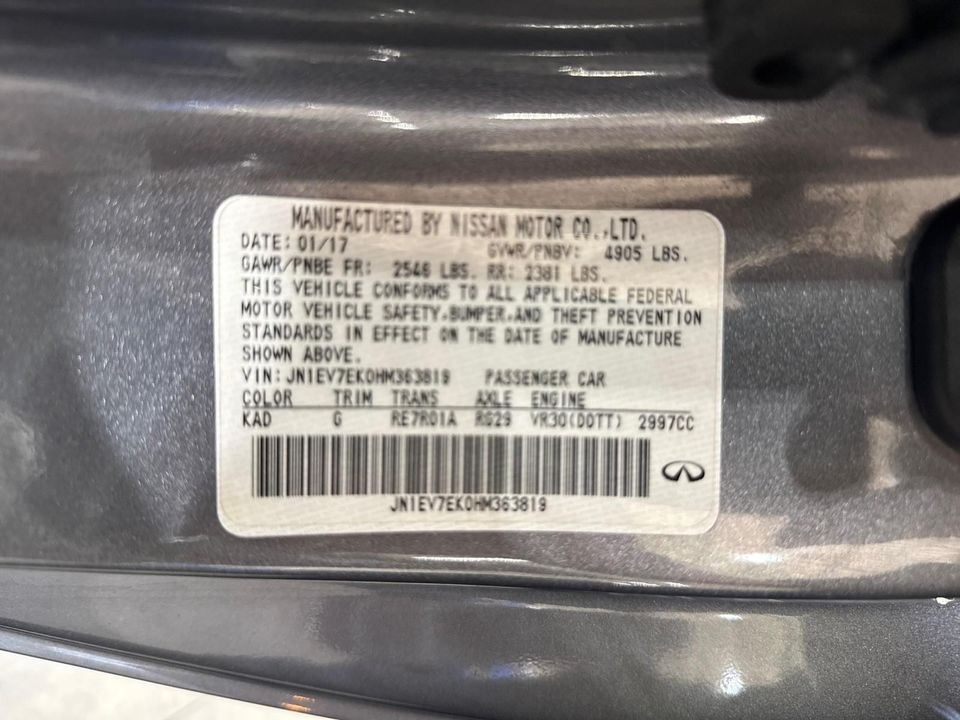 MANUFACTURED BY NISSAN MOTOR CO.,LTD.
DATE: 01/17 GVWR/PNBV: 4905 LBS.
GAWR/PNBE FR: 2546 LBS. RR: 2381 LBS.
THIS VEHICLE CONFORMS TO ALL APPLICABLE FEDERAL
MOTOR VEHICLE SAFETY,BUMPER,AND THEFT PREVENTION
STANDARDS IN EFFECT ON THE DATE OF MANUFACTURE
SHOWN ABOVE.
VIN:JN1EV7EK0HM363819 PASSENGER CAR
COLOR TRIM TRANS AXLE ENGINE
KAD G RE7R01A RG29 VR30(DDTT) 2997CC
JN1EV7EK0HM363819